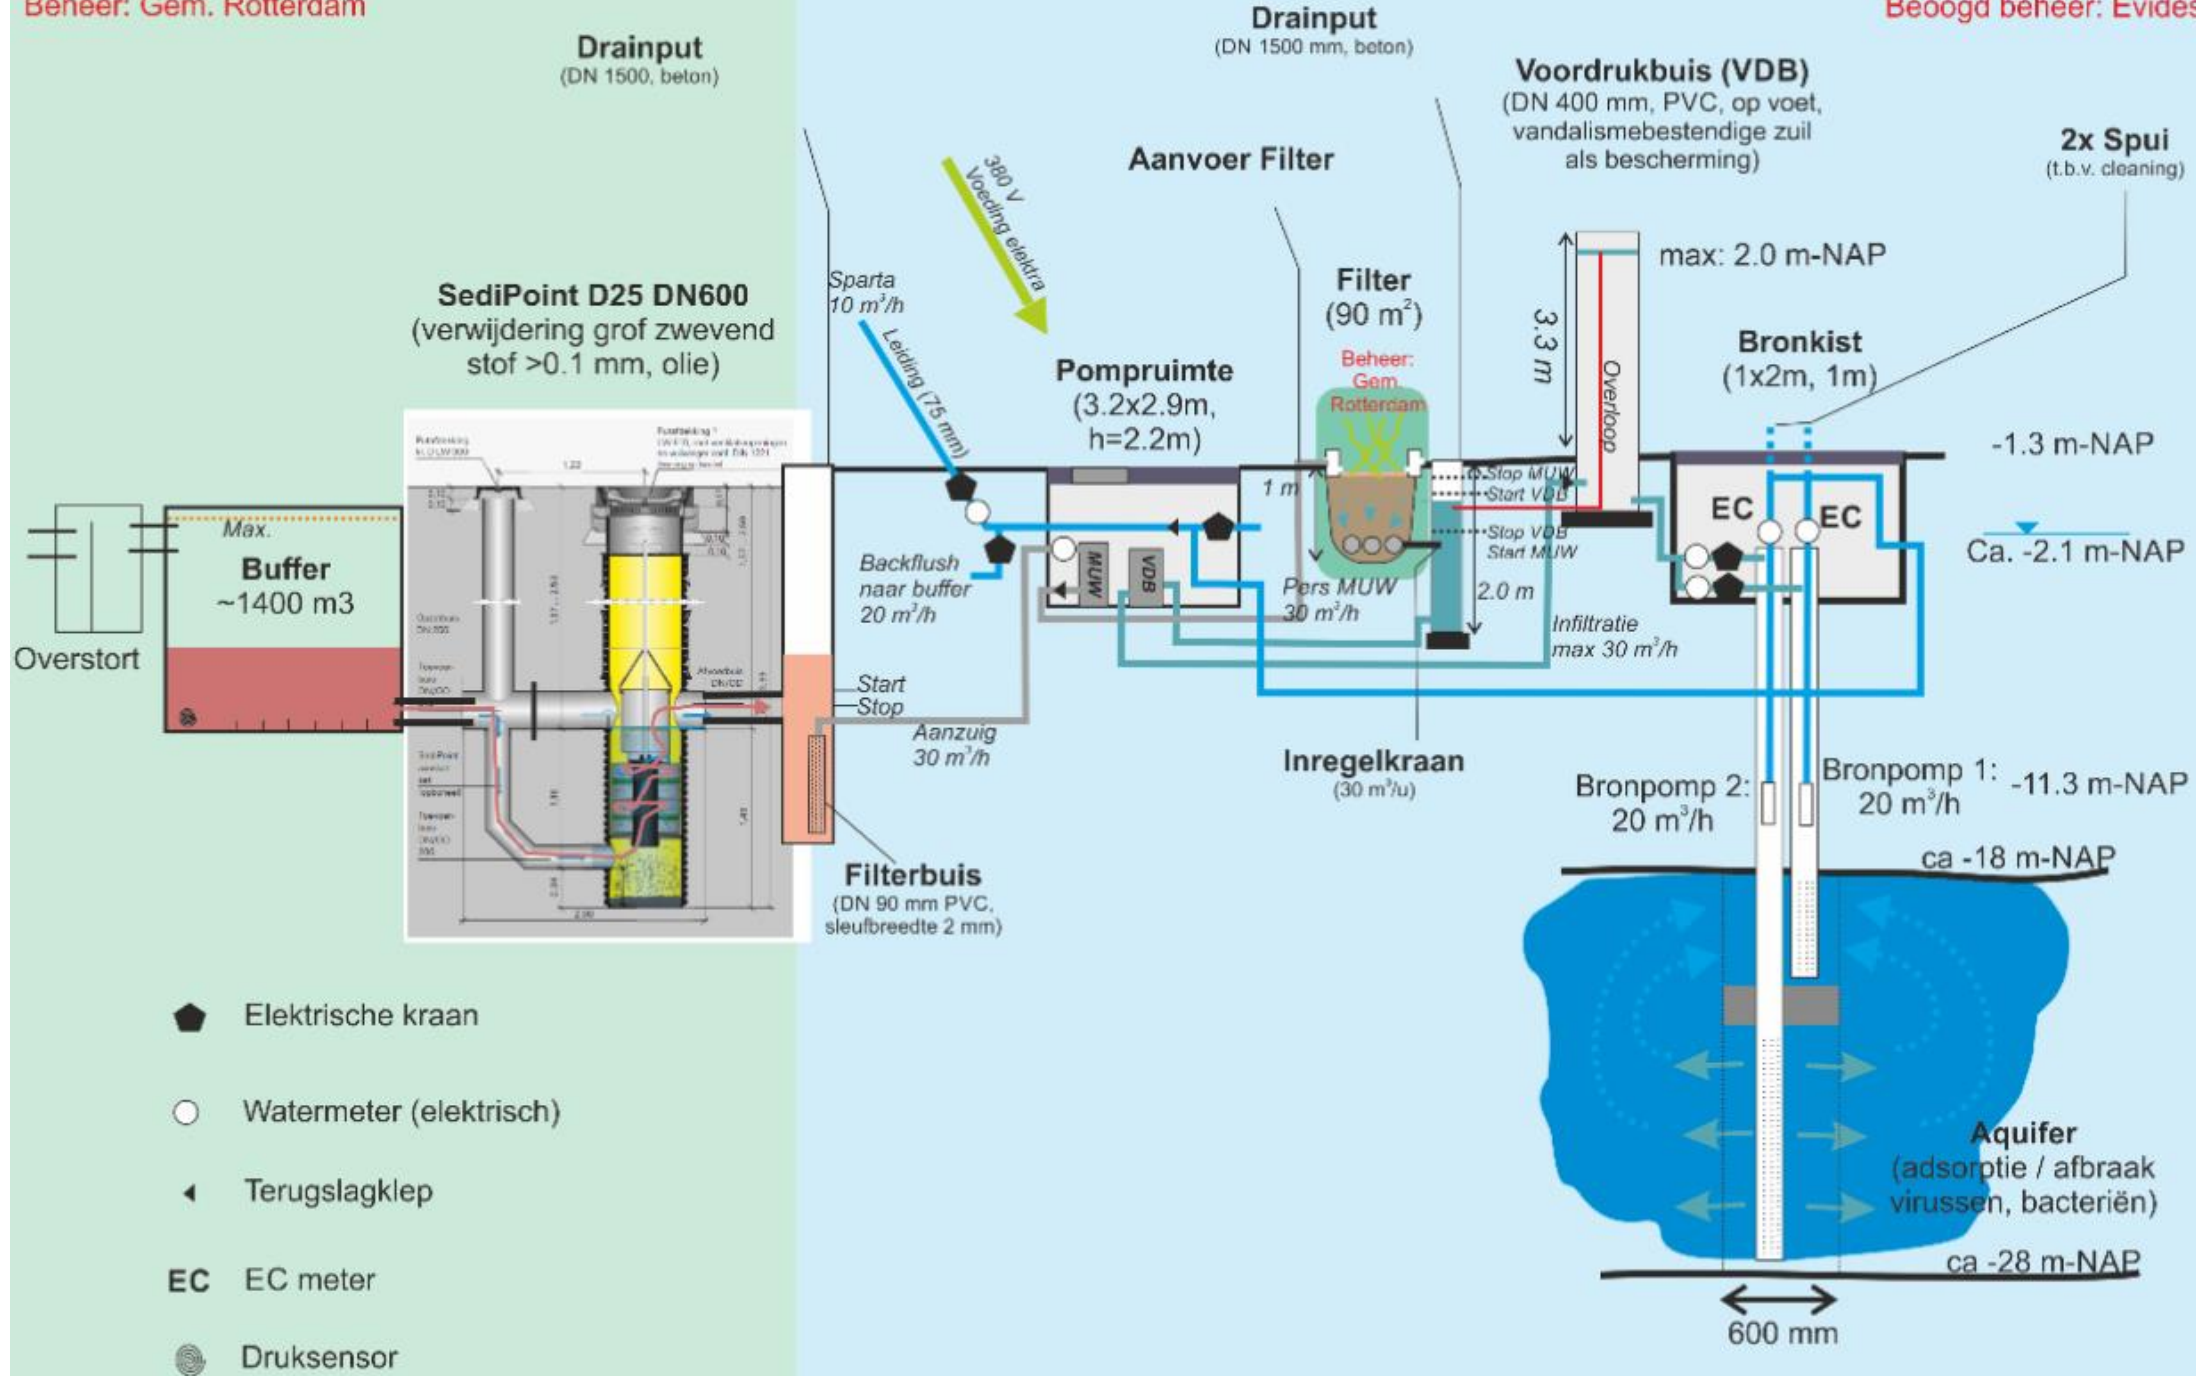 Beheer: Gem. Rotterdam
Beoogd beheer: Evides
Drainput
(DN 1500, beton)
Drainput
(DN 1500 mm, beton)
Voordrukbuis (VDB)
(DN 400 mm, PVC, op voet,
vandalismebestendige zuil
als bescherming)
2x Spui
(t.b.v. cleaning)
Aanvoer Filter
380 V
Voeding elektra
SediPoint D25 DN600
(verwijdering grof zwevend
stof >0.1 mm, olie)
Sparta
10 m³/h
Leiding (75 mm)
Pompruimte
(3.2x2.9m,
h=2.2m)
Filter
(90 m²)
Beheer:
Gem.
Rotterdam
max: 2.0 m-NAP
3.3 m
Overloop
Bronkist
(1x2m, 1m)
-1.3 m-NAP
1 m
Stop MUW
Start VDB
Stop VDB
Start MUW
EC
EC
Ca. -2.1 m-NAP
Max.
Buffer
~1400 m3
Overstort
Backflush
naar buffer
20 m³/h
MUW
VDB
Pers MUW
30 m³/h
2.0 m
Infiltratie
max 30 m³/h
Start
Stop
Aanzuig
30 m³/h
Inregelkraan
(30 m³/u)
Bronpomp 2:
20 m³/h
Bronpomp 1:
20 m³/h
-11.3 m-NAP
Filterbuis
(DN 90 mm PVC,
sleufbreedte 2 mm)
ca -18 m-NAP
Aquifer
(adsorptie / afbraak
virussen, bacteriën)
ca -28 m-NAP
600 mm
Elektrische kraan
Watermeter (elektrisch)
Terugslagklep
EC EC meter
Druksensor